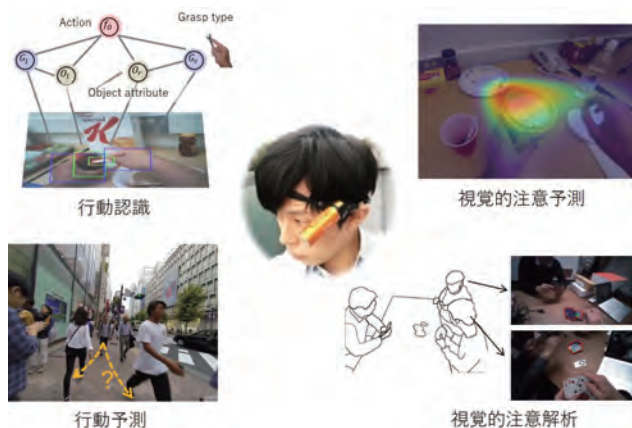 Action
Grasp type
Object attribute
K
行動認識
視覚的注意予測
?
行動予測
視覚的注意解析